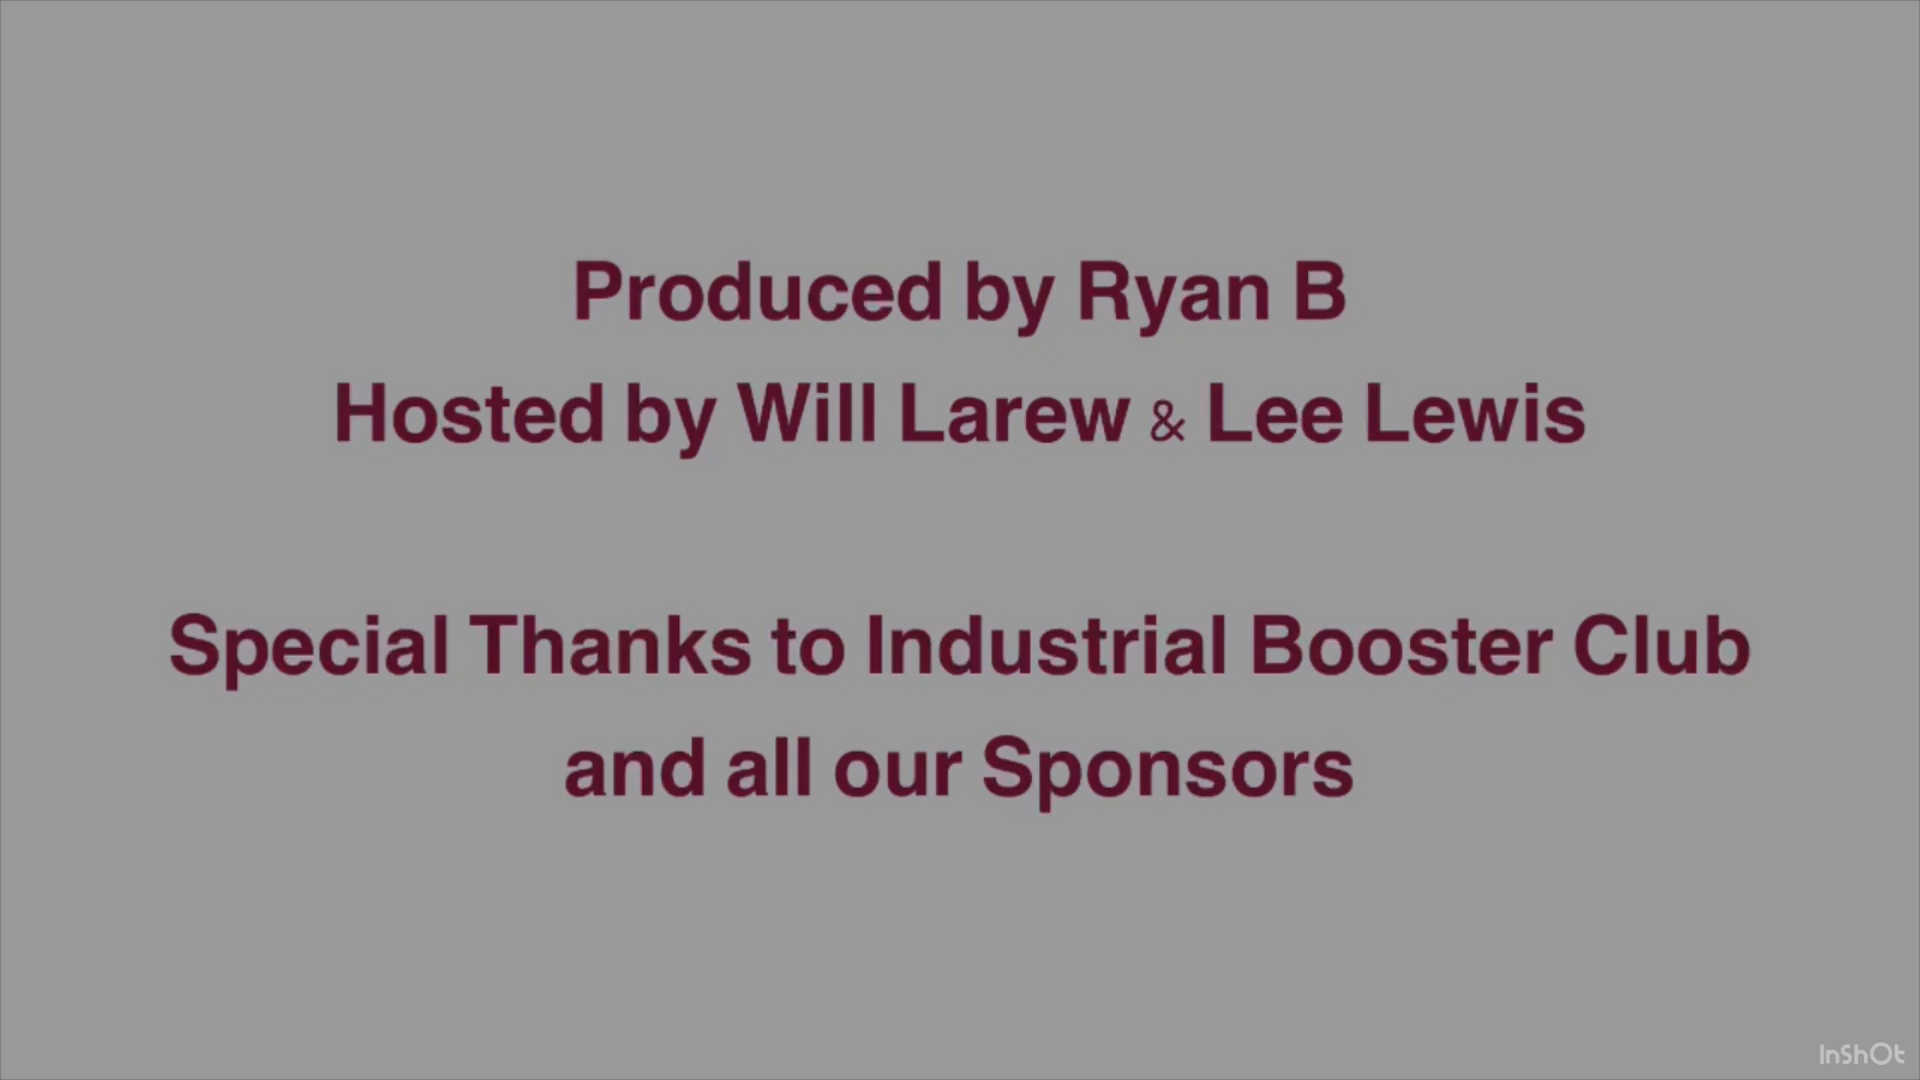 Produced by Ryan B
Hosted by Will Larew & Lee Lewis
Special Thanks to Industrial Booster Club
and all our Sponsors
InShOt